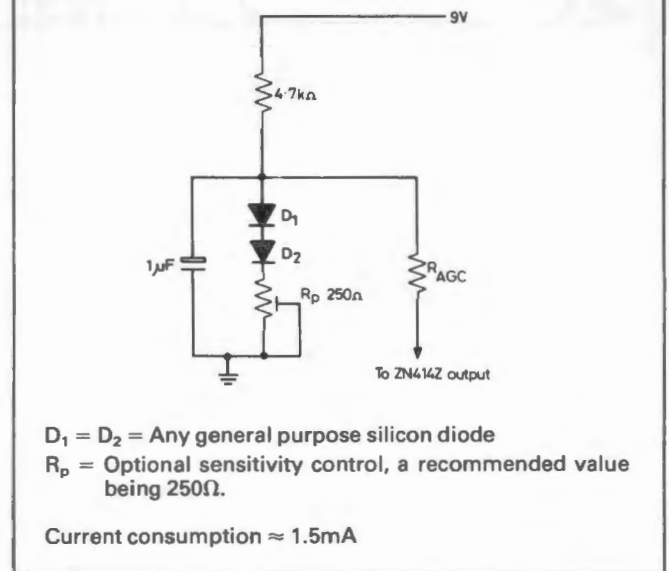 9V
4·7kΩ
D₁
D₂
1μF
Rₚ 250Ω
R_AGC
To ZN414Z output
D₁ = D₂ = Any general purpose silicon diode
Rₚ = Optional sensitivity control, a recommended value
being 250Ω.
Current consumption ≈ 1.5mA